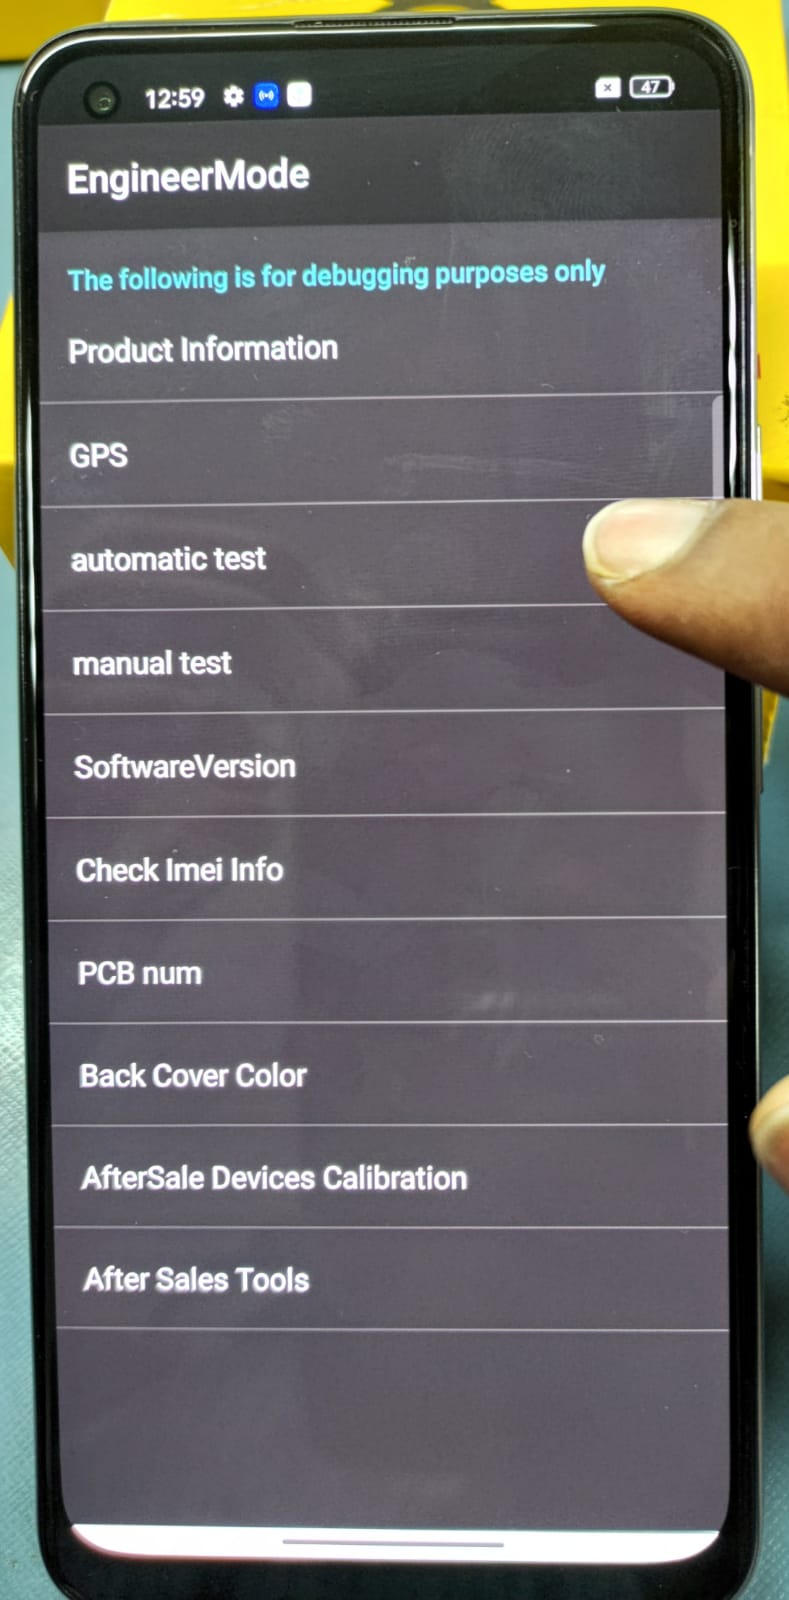 12:59
47
EngineerMode
The following is for debugging purposes only
Product Information
GPS
automatic test
manual test
SoftwareVersion
Check Imei Info
PCB num
Back Cover Color
AfterSale Devices Calibration
After Sales Tools